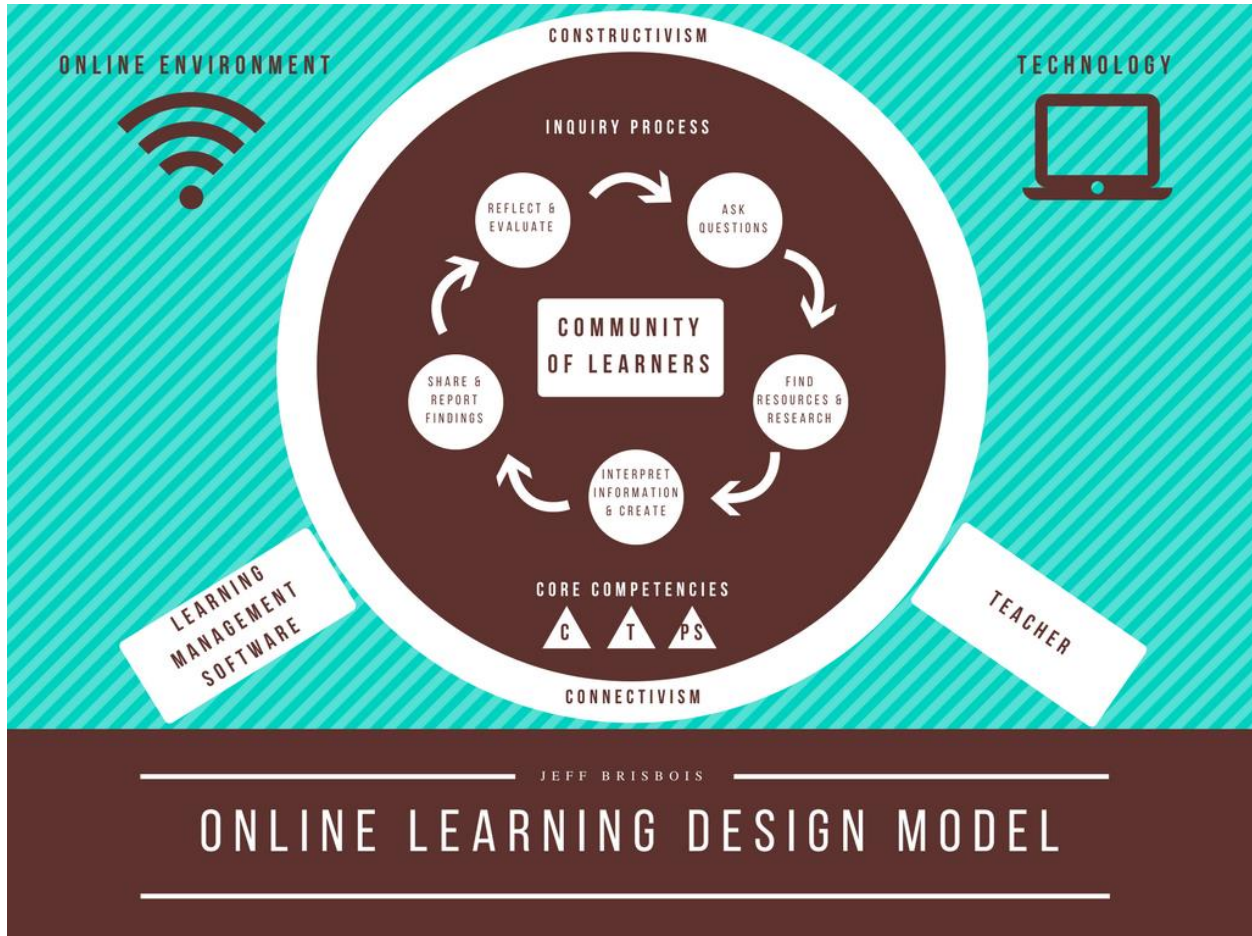 CONSTRUCTIVISM
ONLINE ENVIRONMENT
TECHNOLOGY
INQUIRY PROCESS
REFLECT &
EVALUATE
ASK
QUESTIONS
COMMUNITY
OF LEARNERS
SHARE &
REPORT
FINDINGS
FIND
RESOURCES &
RESEARCH
INTERPRET
INFORMATION
& CREATE
CORE COMPETENCIES
C
T
PS
LEARNING
MANAGEMENT
SOFTWARE
TEACHER
CONNECTIVISM
JEFF BRISBOIS
ONLINE LEARNING DESIGN MODEL